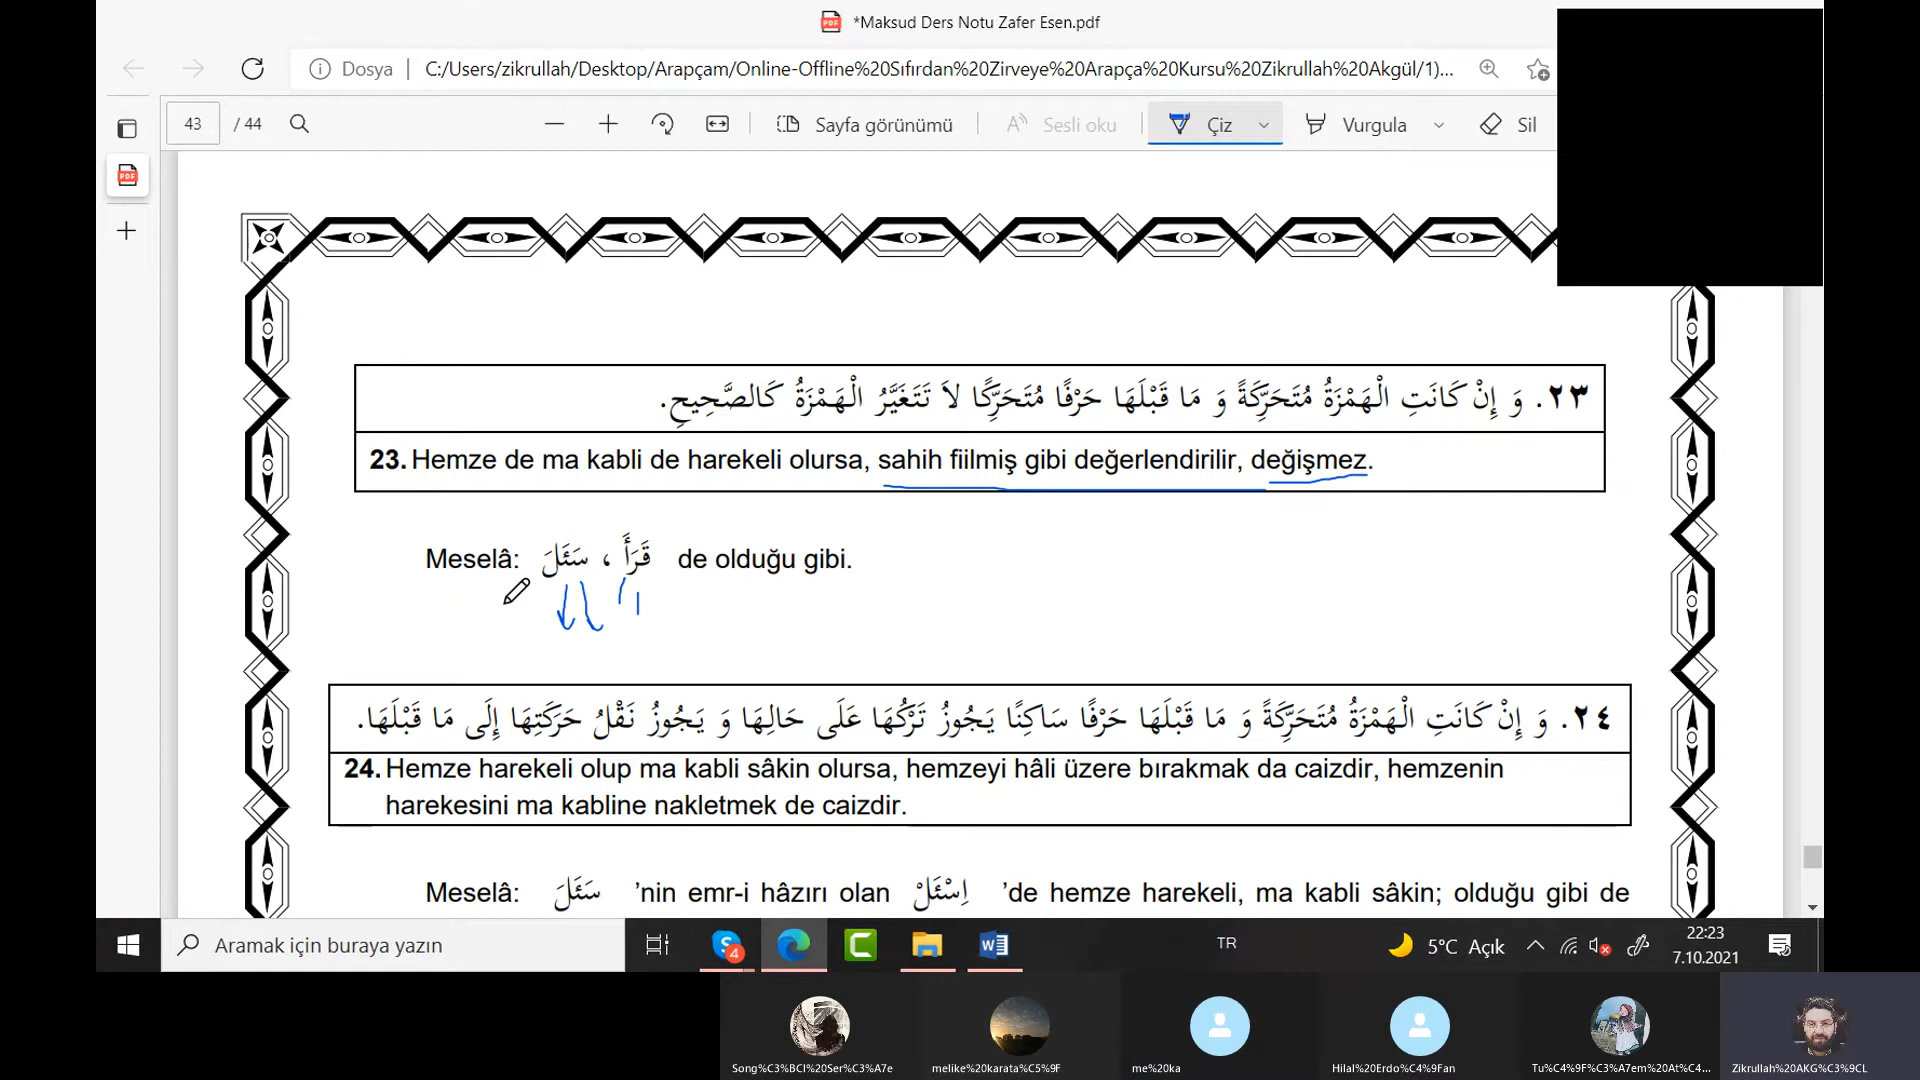 *Maksud Ders Notu Zafer Esen.pdf
Dosya | C:/Users/zikrullah/Desktop/Arapçam/Online-Offline%20Sıfırdan%20Zirveye%20Arapça%20Kursu%20Zikrullah%20Akgül/1)...
43 / 44 Sayfa görünümü Sesli oku Çiz Vurgula Sil
٢٣. وَ إِنْ كَانَتِ الْهَمْزَةُ مُتَحَرِّكَةً وَ مَا قَبْلَهَا حَرْفًا مُتَحَرِّكًا لاَ تَتَغَيَّرُ الْهَمْزَةُ كَالصَّحِيحِ.
23. Hemze de ma kabli de harekeli olursa, sahih fiilmiş gibi değerlendirilir, değişmez.
Meselâ: قَرَأَ ، سَئَلَ de olduğu gibi.
٢٤. وَ إِنْ كَانَتِ الْهَمْزَةُ مُتَحَرِّكَةً وَ مَا قَبْلَهَا حَرْفًا سَاكِنًا يَجُوزُ تَرْكُهَا عَلَى حَالِهَا وَ يَجُوزُ نَقْلُ حَرَكَتِهَا إِلَى مَا قَبْلَهَا.
24. Hemze harekeli olup ma kabli sâkin olursa, hemzeyi hâli üzere bırakmak da caizdir, hemzenin
harekesini ma kabline nakletmek de caizdir.
Meselâ: سَئَلَ ’nin emr-i hâzırı olan اِسْئَلْ ’de hemze harekeli, ma kabli sâkin; olduğu gibi de
Aramak için buraya yazın 4 TR 5°C Açık 22:23
7.10.2021
Song%C3%BCl%20Ser%C3%A7e melike%20karata%C5%9F me%20ka Hilal%20Erdo%C4%9Fan Tu%C4%9F%C3%A7em%20At%C4... Zikrullah%20AKG%C3%9CL